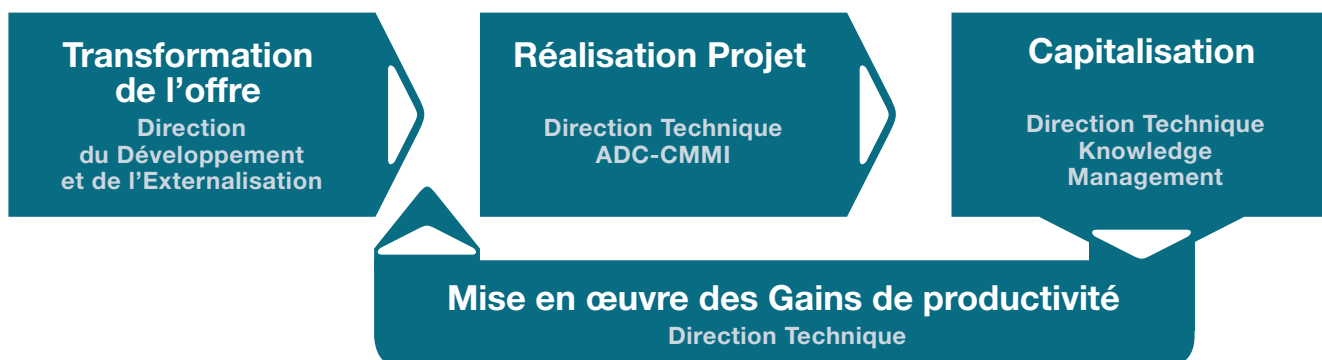 Transformation
de l’offre
Direction
du Développement
et de l’Externalisation
Réalisation Projet
Direction Technique
ADC-CMMI
Capitalisation
Direction Technique
Knowledge
Management
Mise en œuvre des Gains de productivité
Direction Technique